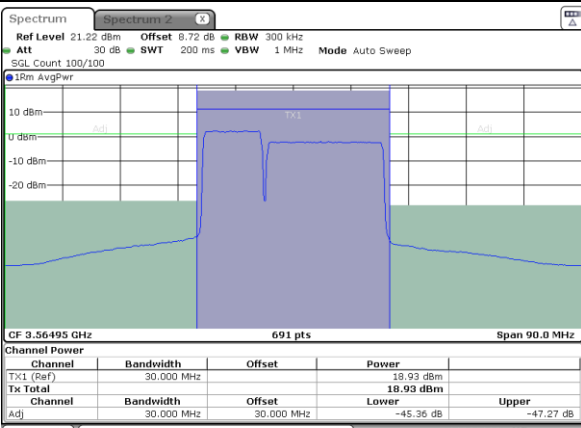 Spectrum Spectrum 2 X
Ref Level 21.22 dBm Offset 8.72 dB RBW 300 kHz
Att 30 dB SWT 200 ms VBW 1 MHz Mode Auto Sweep
SGL Count 100/100
1Rm AvgPwr
10 dBm
TX1
Adj Adj
0 dBm
-10 dBm
-20 dBm
CF 3.56495 GHz 691 pts Span 90.0 MHz
Channel Power
Channel Bandwidth Offset Power
TX1 (Ref) 30.000 MHz 18.93 dBm
Tx Total 18.93 dBm
Channel Bandwidth Offset Lower Upper
Adj 30.000 MHz 30.000 MHz -45.36 dB -47.27 dB